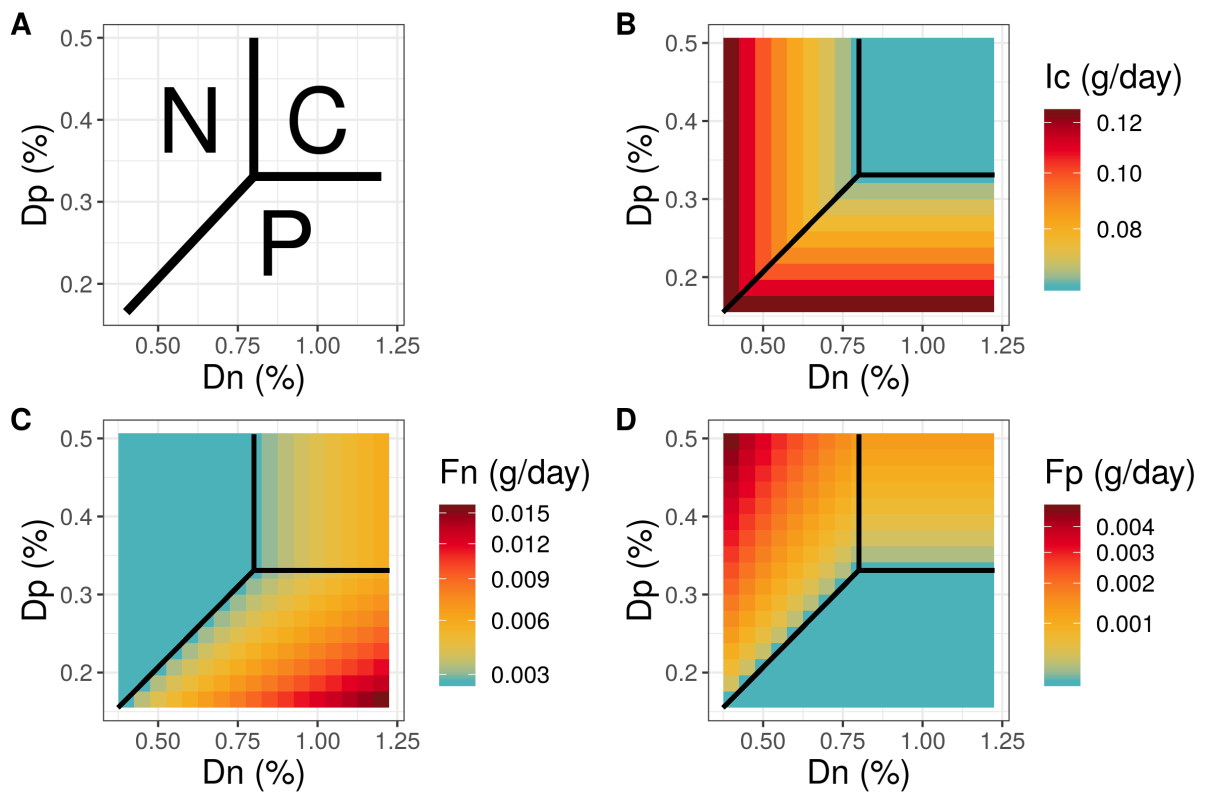 A
0.5
0.4
0.3
0.2
Dp (%)
N
C
P
0.50 0.75 1.00 1.25
Dn (%)
B
0.5
0.4
0.3
0.2
Dp (%)
0.50 0.75 1.00 1.25
Dn (%)
Ic (g/day)
0.12
0.10
0.08
C
0.5
0.4
0.3
0.2
Dp (%)
0.50 0.75 1.00 1.25
Dn (%)
Fn (g/day)
0.015
0.012
0.009
0.006
0.003
D
0.5
0.4
0.3
0.2
Dp (%)
0.50 0.75 1.00 1.25
Dn (%)
Fp (g/day)
0.004
0.003
0.002
0.001